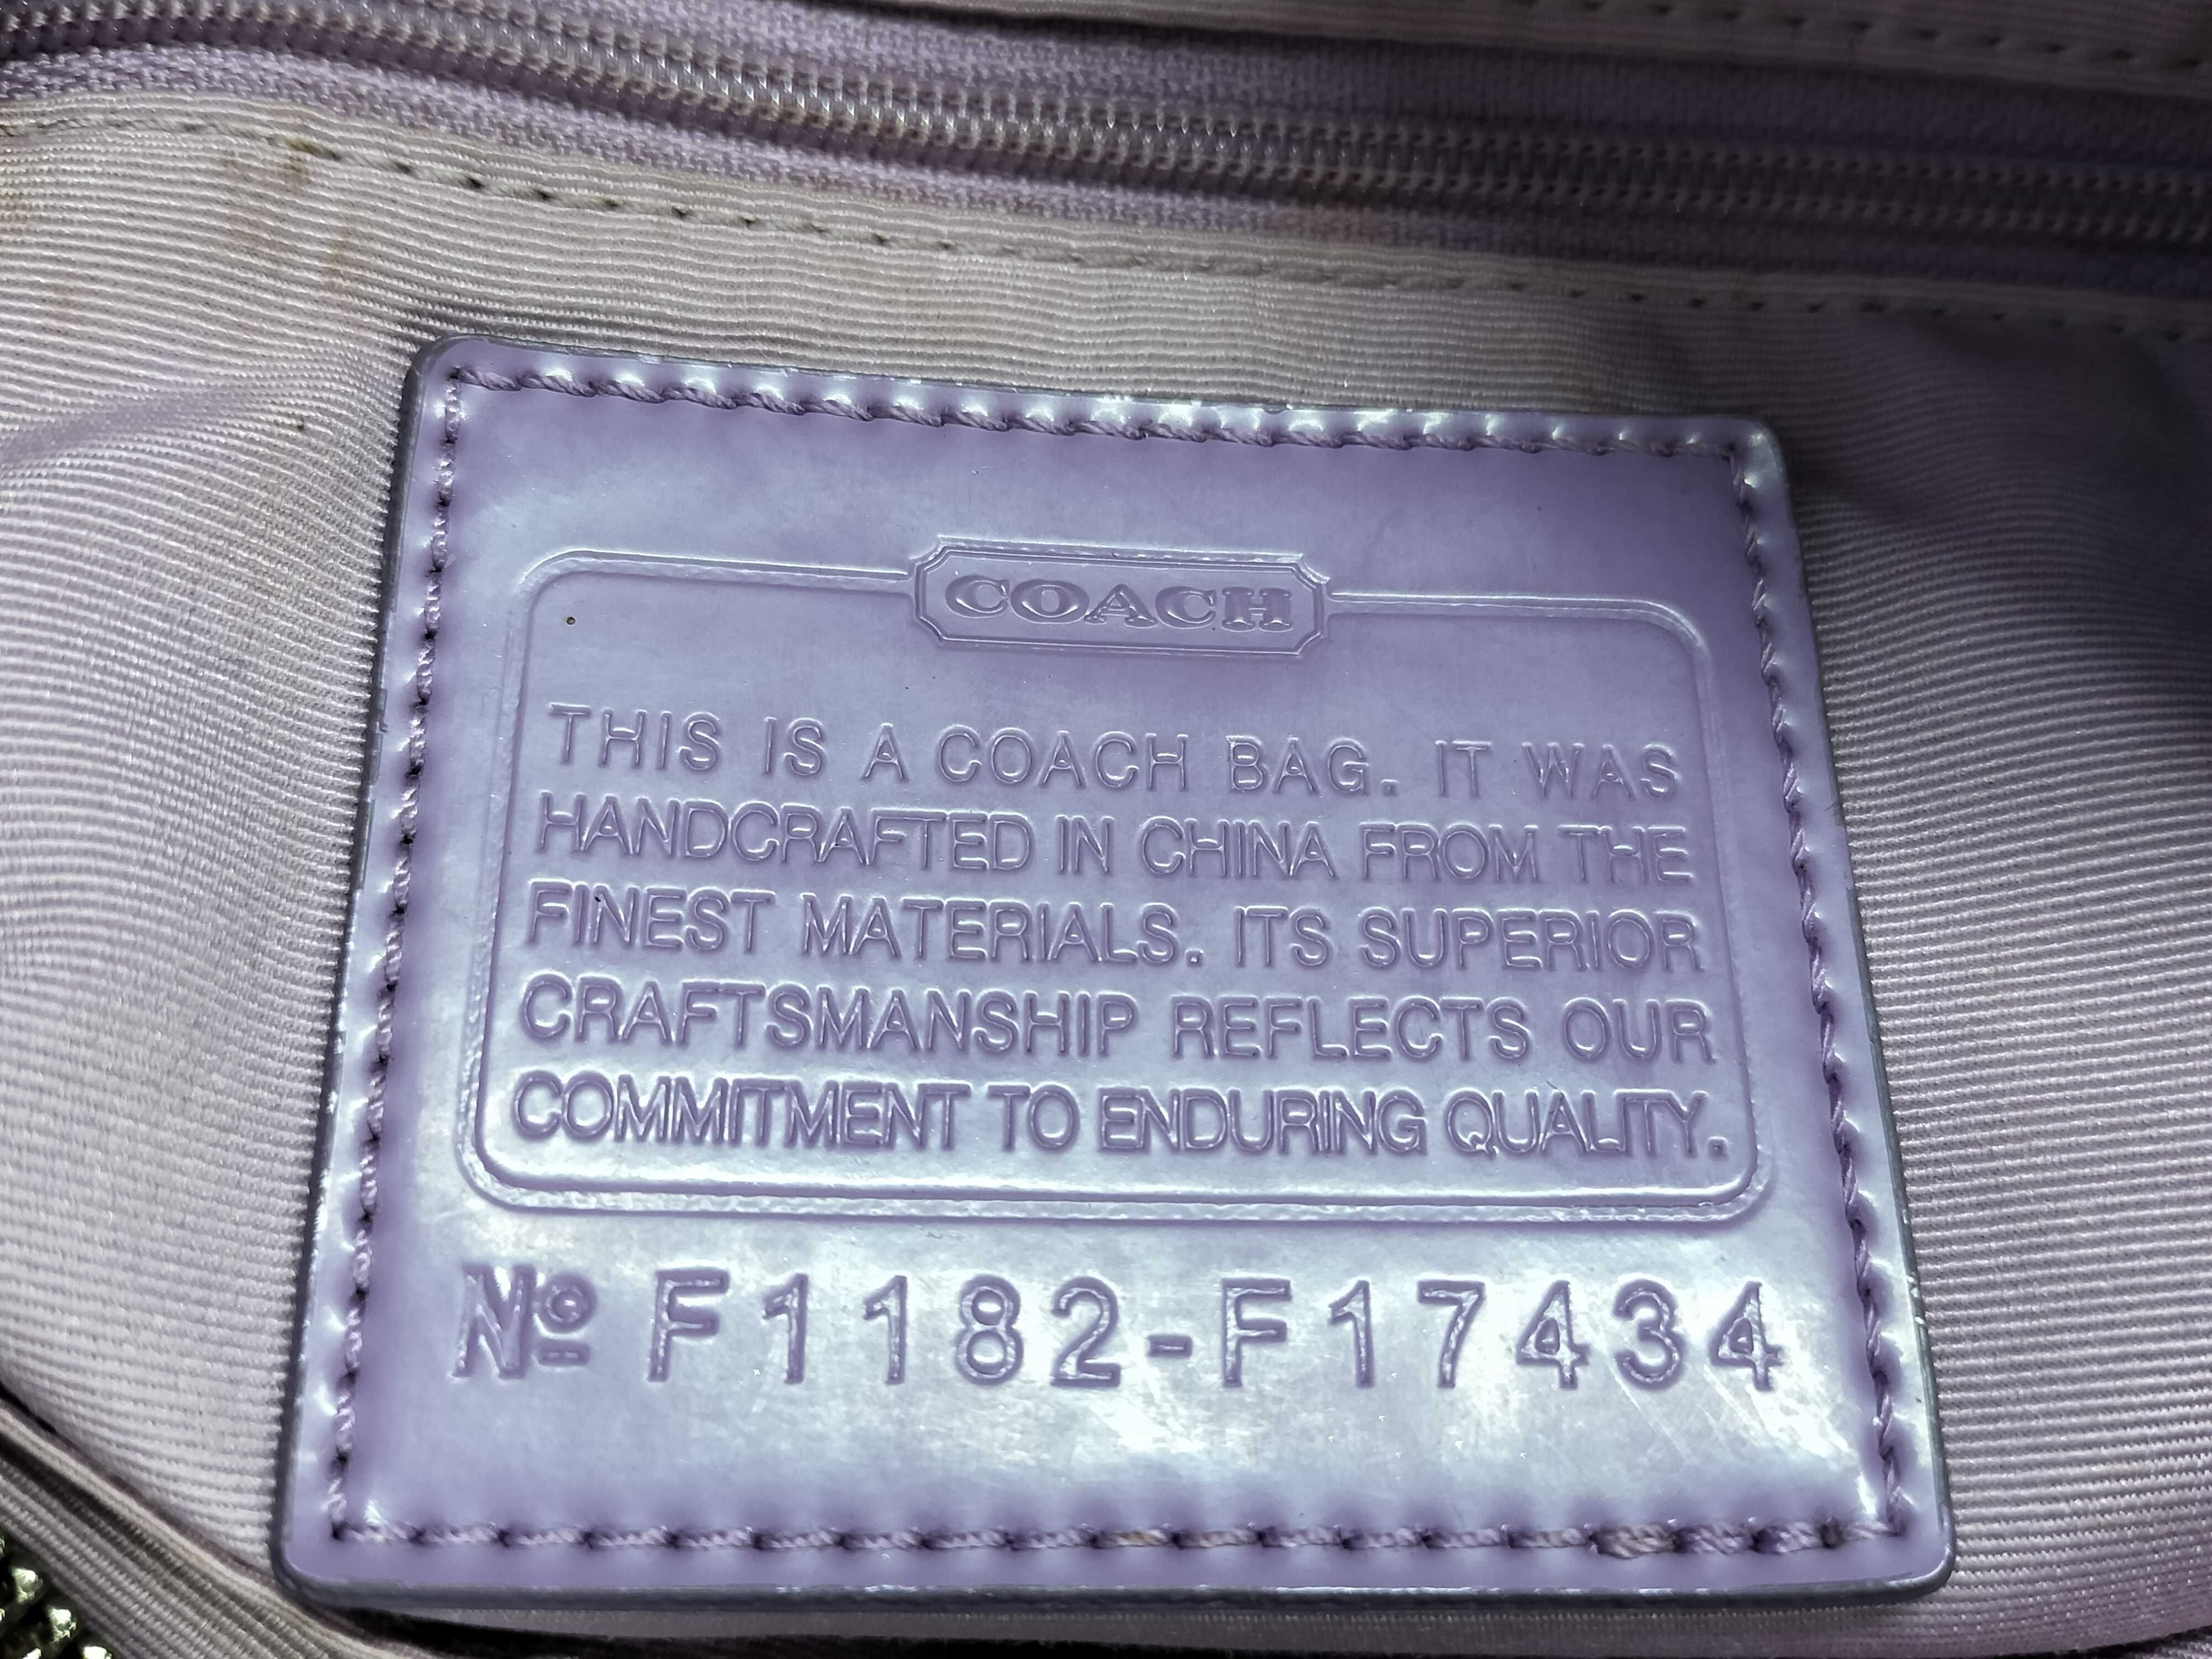 COACH
THIS IS A COACH BAG. IT WAS
HANDCRAFTED IN CHINA FROM THE
FINEST MATERIALS. ITS SUPERIOR
CRAFTSMANSHIP REFLECTS OUR
COMMITMENT TO ENDURING QUALITY.
Nº F1182-F17434